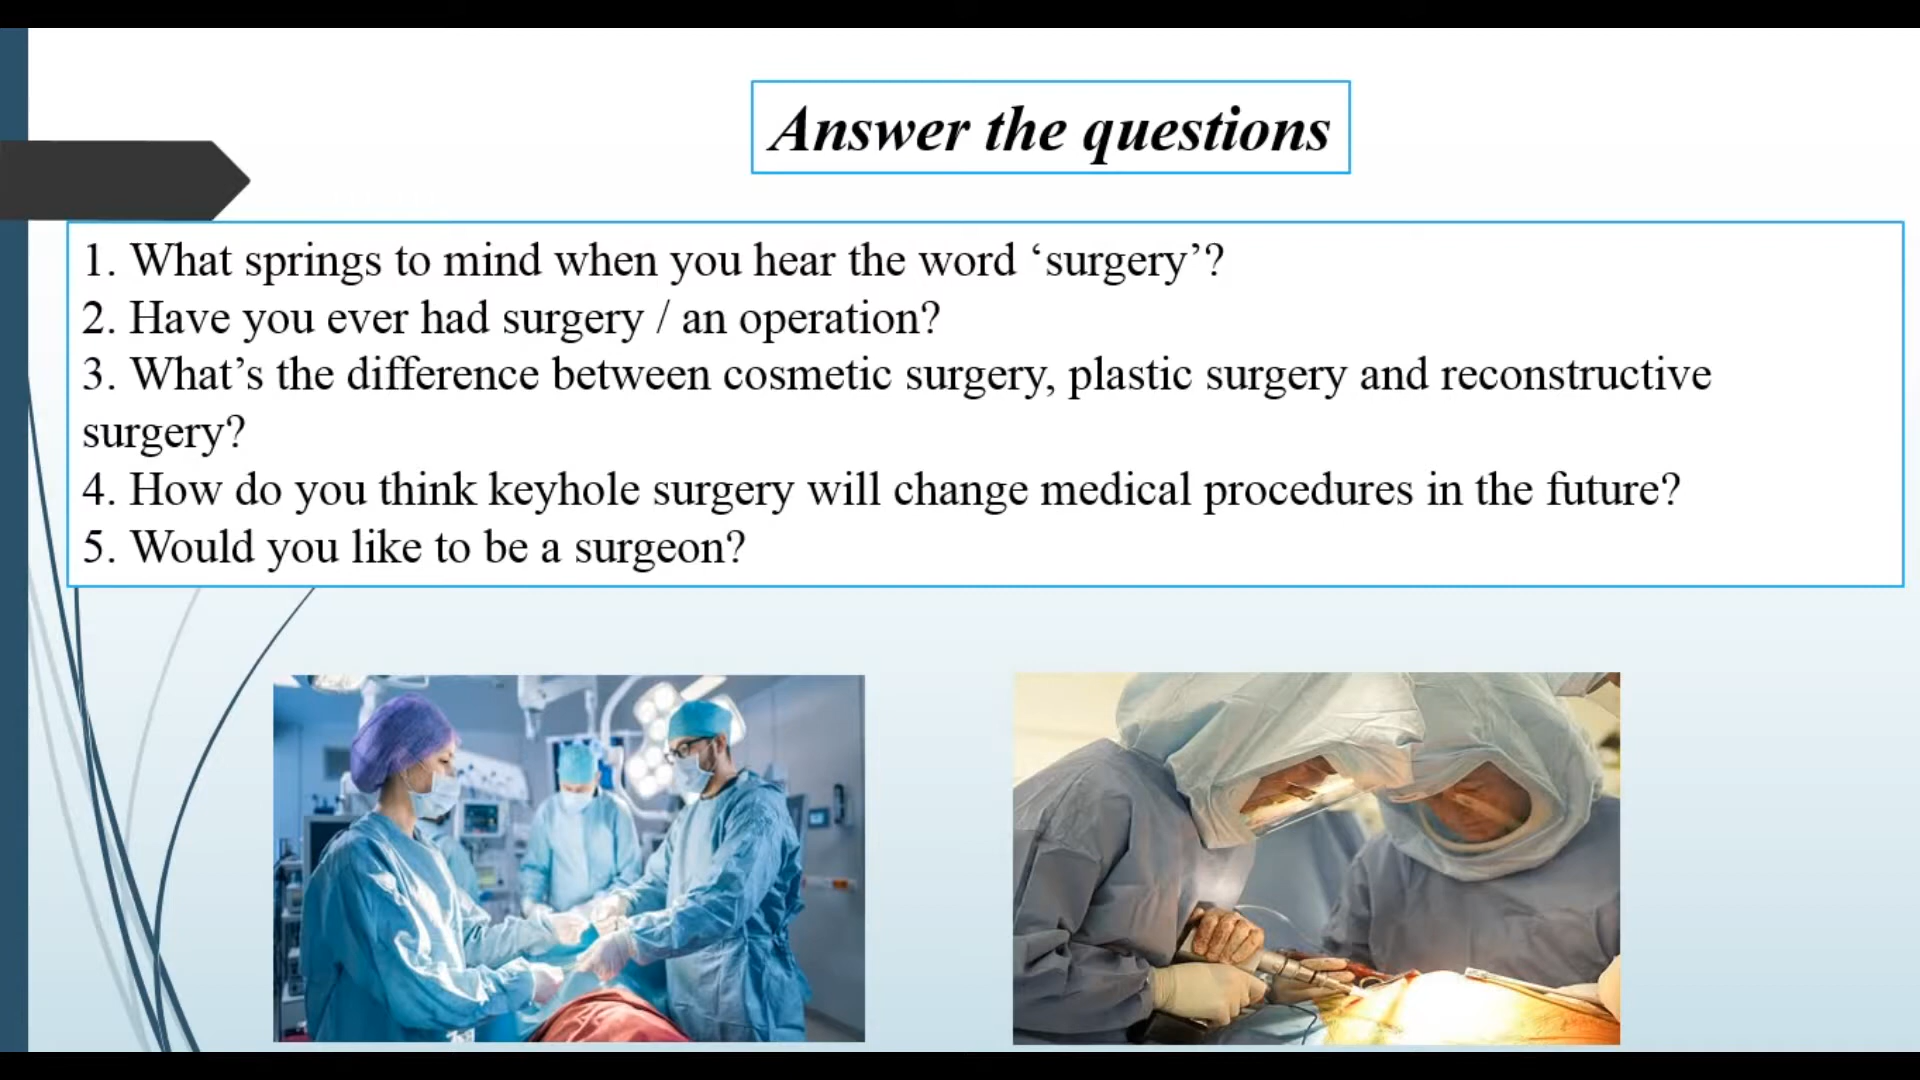 Answer the questions
1. What springs to mind when you hear the word ‘surgery’?
2. Have you ever had surgery / an operation?
3. What’s the difference between cosmetic surgery, plastic surgery and reconstructive
surgery?
4. How do you think keyhole surgery will change medical procedures in the future?
5. Would you like to be a surgeon?